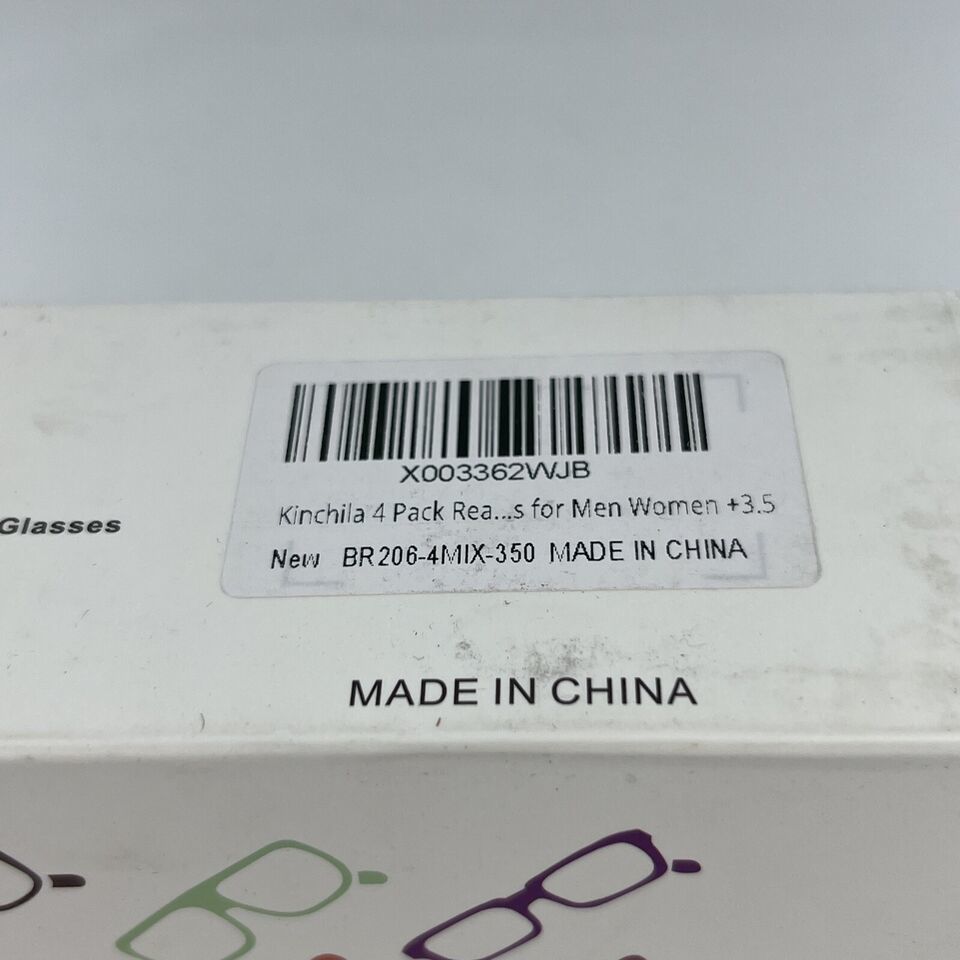 X003362WJB
Kinchila 4 Pack Rea...s for Men Women +3.5
New BR206-4MIX-350 MADE IN CHINA
Glasses
MADE IN CHINA